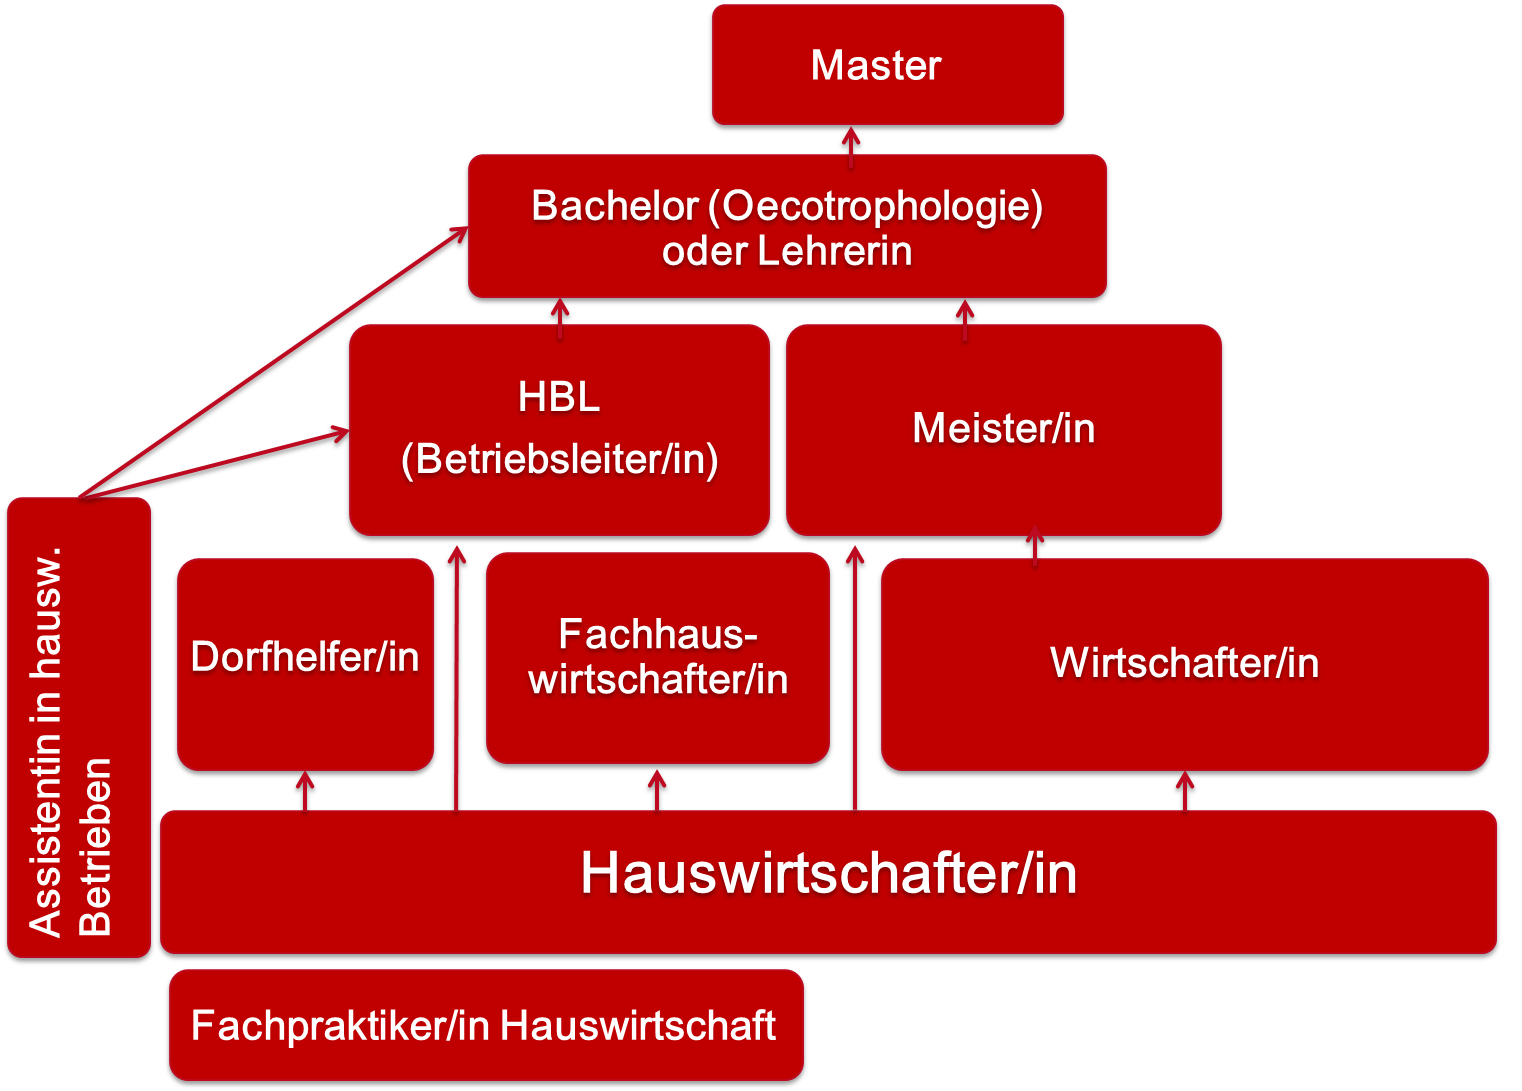 Master
Bachelor (Oecotrophologie)
oder Lehrerin
HBL
(Betriebsleiter/in)
Meister/in
Assistentin in hausw.
Betrieben
Dorfhelfer/in
Fachhaus-
wirtschafter/in
Wirtschafter/in
Hauswirtschafter/in
Fachpraktiker/in Hauswirtschaft